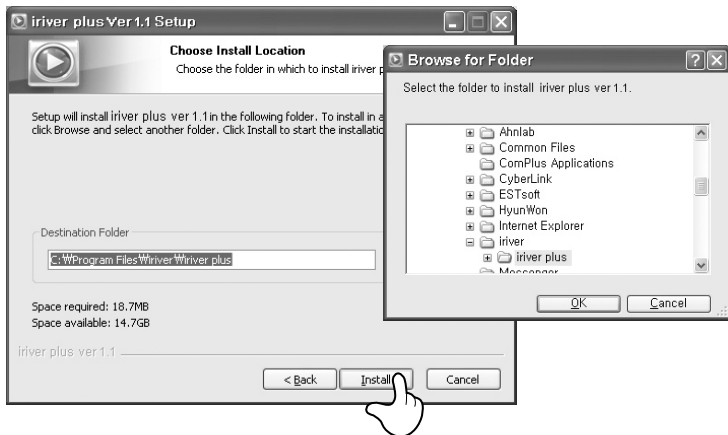 iriver plus Ver 1.1 Setup
Choose Install Location
Choose the folder in which to install iriver
Setup will install iriver plus ver 1.1 in the following folder. To install in a
click Browse and select another folder. Click Install to start the
Destination Folder
C:₩Program Files₩iriver₩iriver plus
Space required: 18.7MB
Space available: 14.7GB
iriver plus ver 1.1
< Back
Install
Cancel
Browse for Folder
Select the folder to install iriver plus ver 1.1.
Ahnlab
Common Files
ComPlus Applications
CyberLink
ESTsoft
HyunWon
Internet Explorer
iriver
iriver plus
Messenger
OK
Cancel